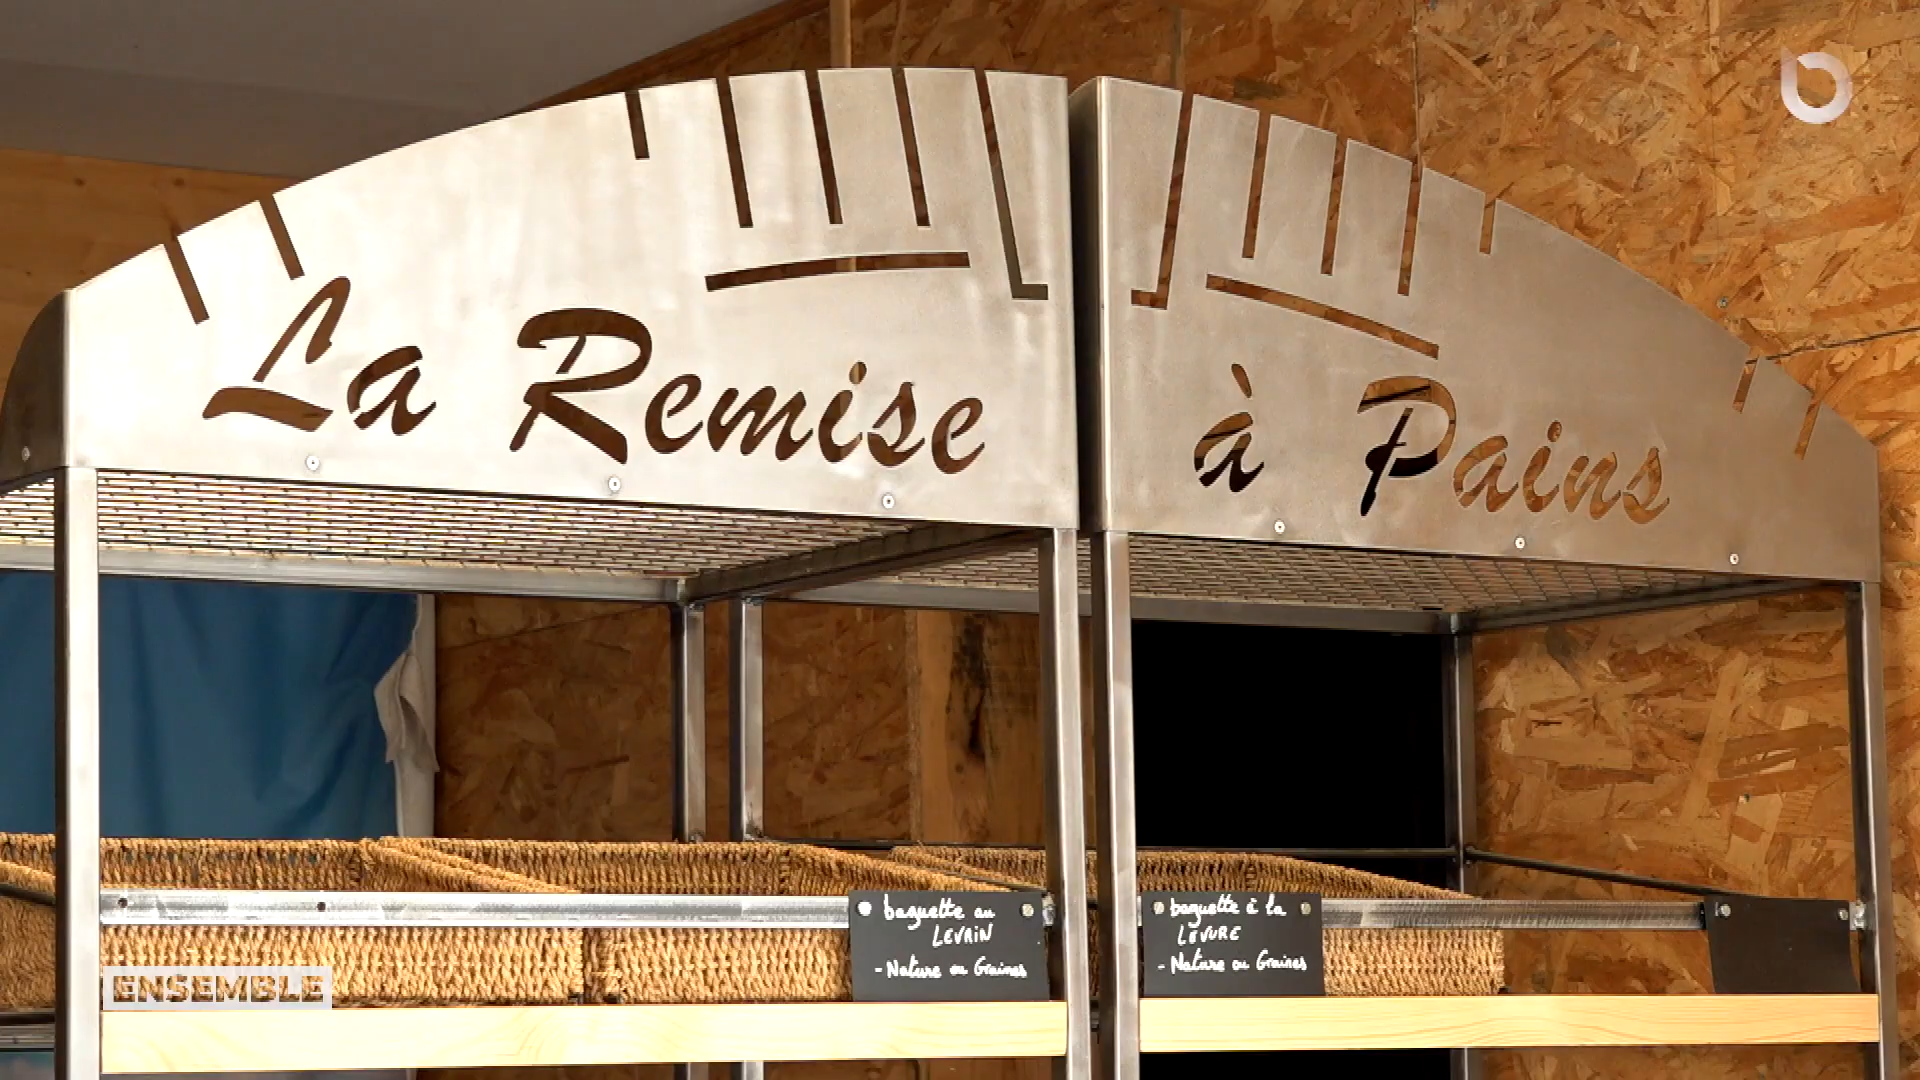 La Remise à Pains
baguette au
LEVAIN
- Nature ou Graines
baguette à la
LEVURE
- Nature ou Graines
ENSEMBLE